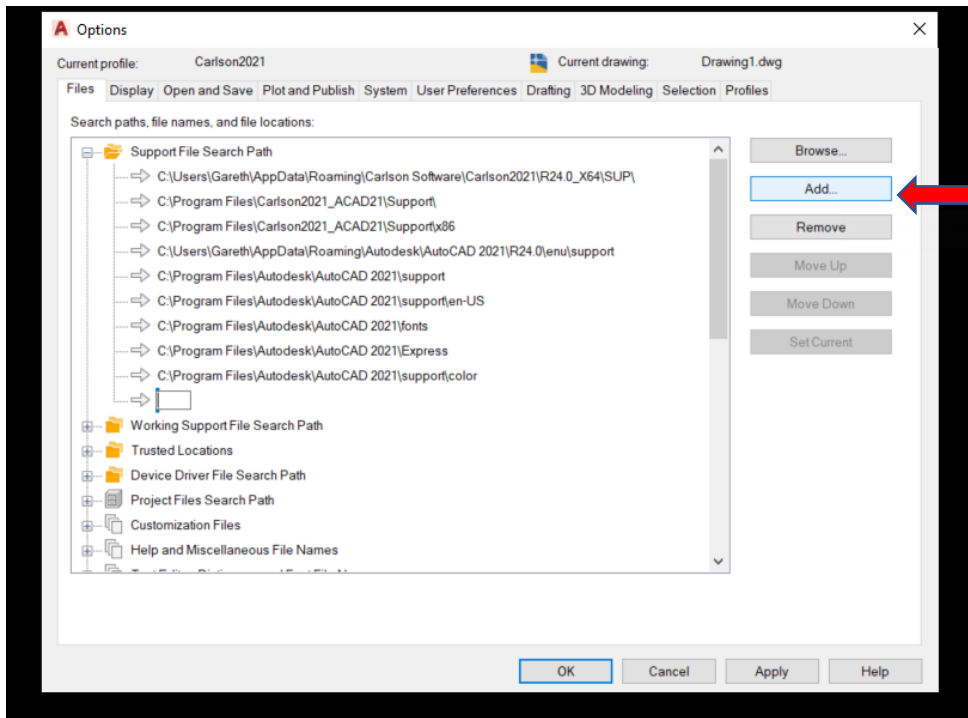 A Options
Current profile: Carlson2021 Current drawing: Drawing1.dwg
Files Display Open and Save Plot and Publish System User Preferences Drafting 3D Modeling Selection Profiles
Search paths, file names, and file locations:
Support File Search Path
C:\Users\Gareth\AppData\Roaming\Carlson Software\Carlson2021\R24.0_X64\SUP\
C:\Program Files\Carlson2021_ACAD21\Support\
C:\Program Files\Carlson2021_ACAD21\Support\x86
C:\Users\Gareth\AppData\Roaming\Autodesk\AutoCAD 2021\R24.0\enu\support
C:\Program Files\Autodesk\AutoCAD 2021\support
C:\Program Files\Autodesk\AutoCAD 2021\support\en-US
C:\Program Files\Autodesk\AutoCAD 2021\fonts
C:\Program Files\Autodesk\AutoCAD 2021\Express
C:\Program Files\Autodesk\AutoCAD 2021\support\color
Working Support File Search Path
Trusted Locations
Device Driver File Search Path
Project Files Search Path
Customization Files
Help and Miscellaneous File Names
Browse...
Add...
Remove
Move Up
Move Down
Set Current
OK Cancel Apply Help